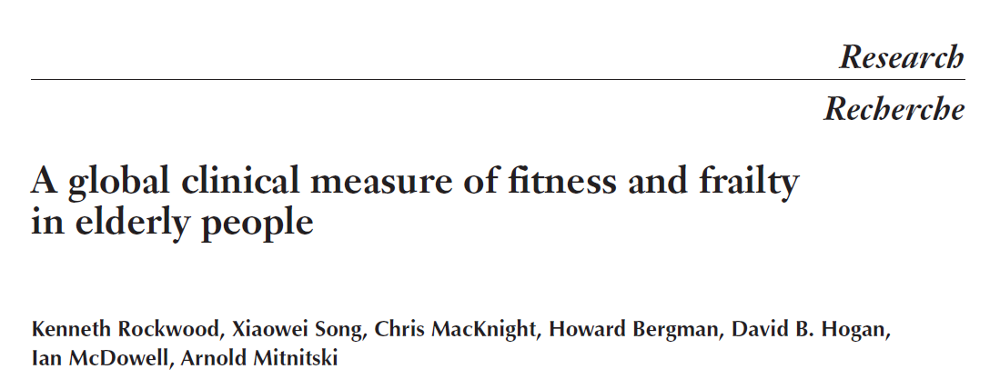 Research
Recherche
A global clinical measure of fitness and frailty
in elderly people
Kenneth Rockwood, Xiaowei Song, Chris MacKnight, Howard Bergman, David B. Hogan,
Ian McDowell, Arnold Mitnitski